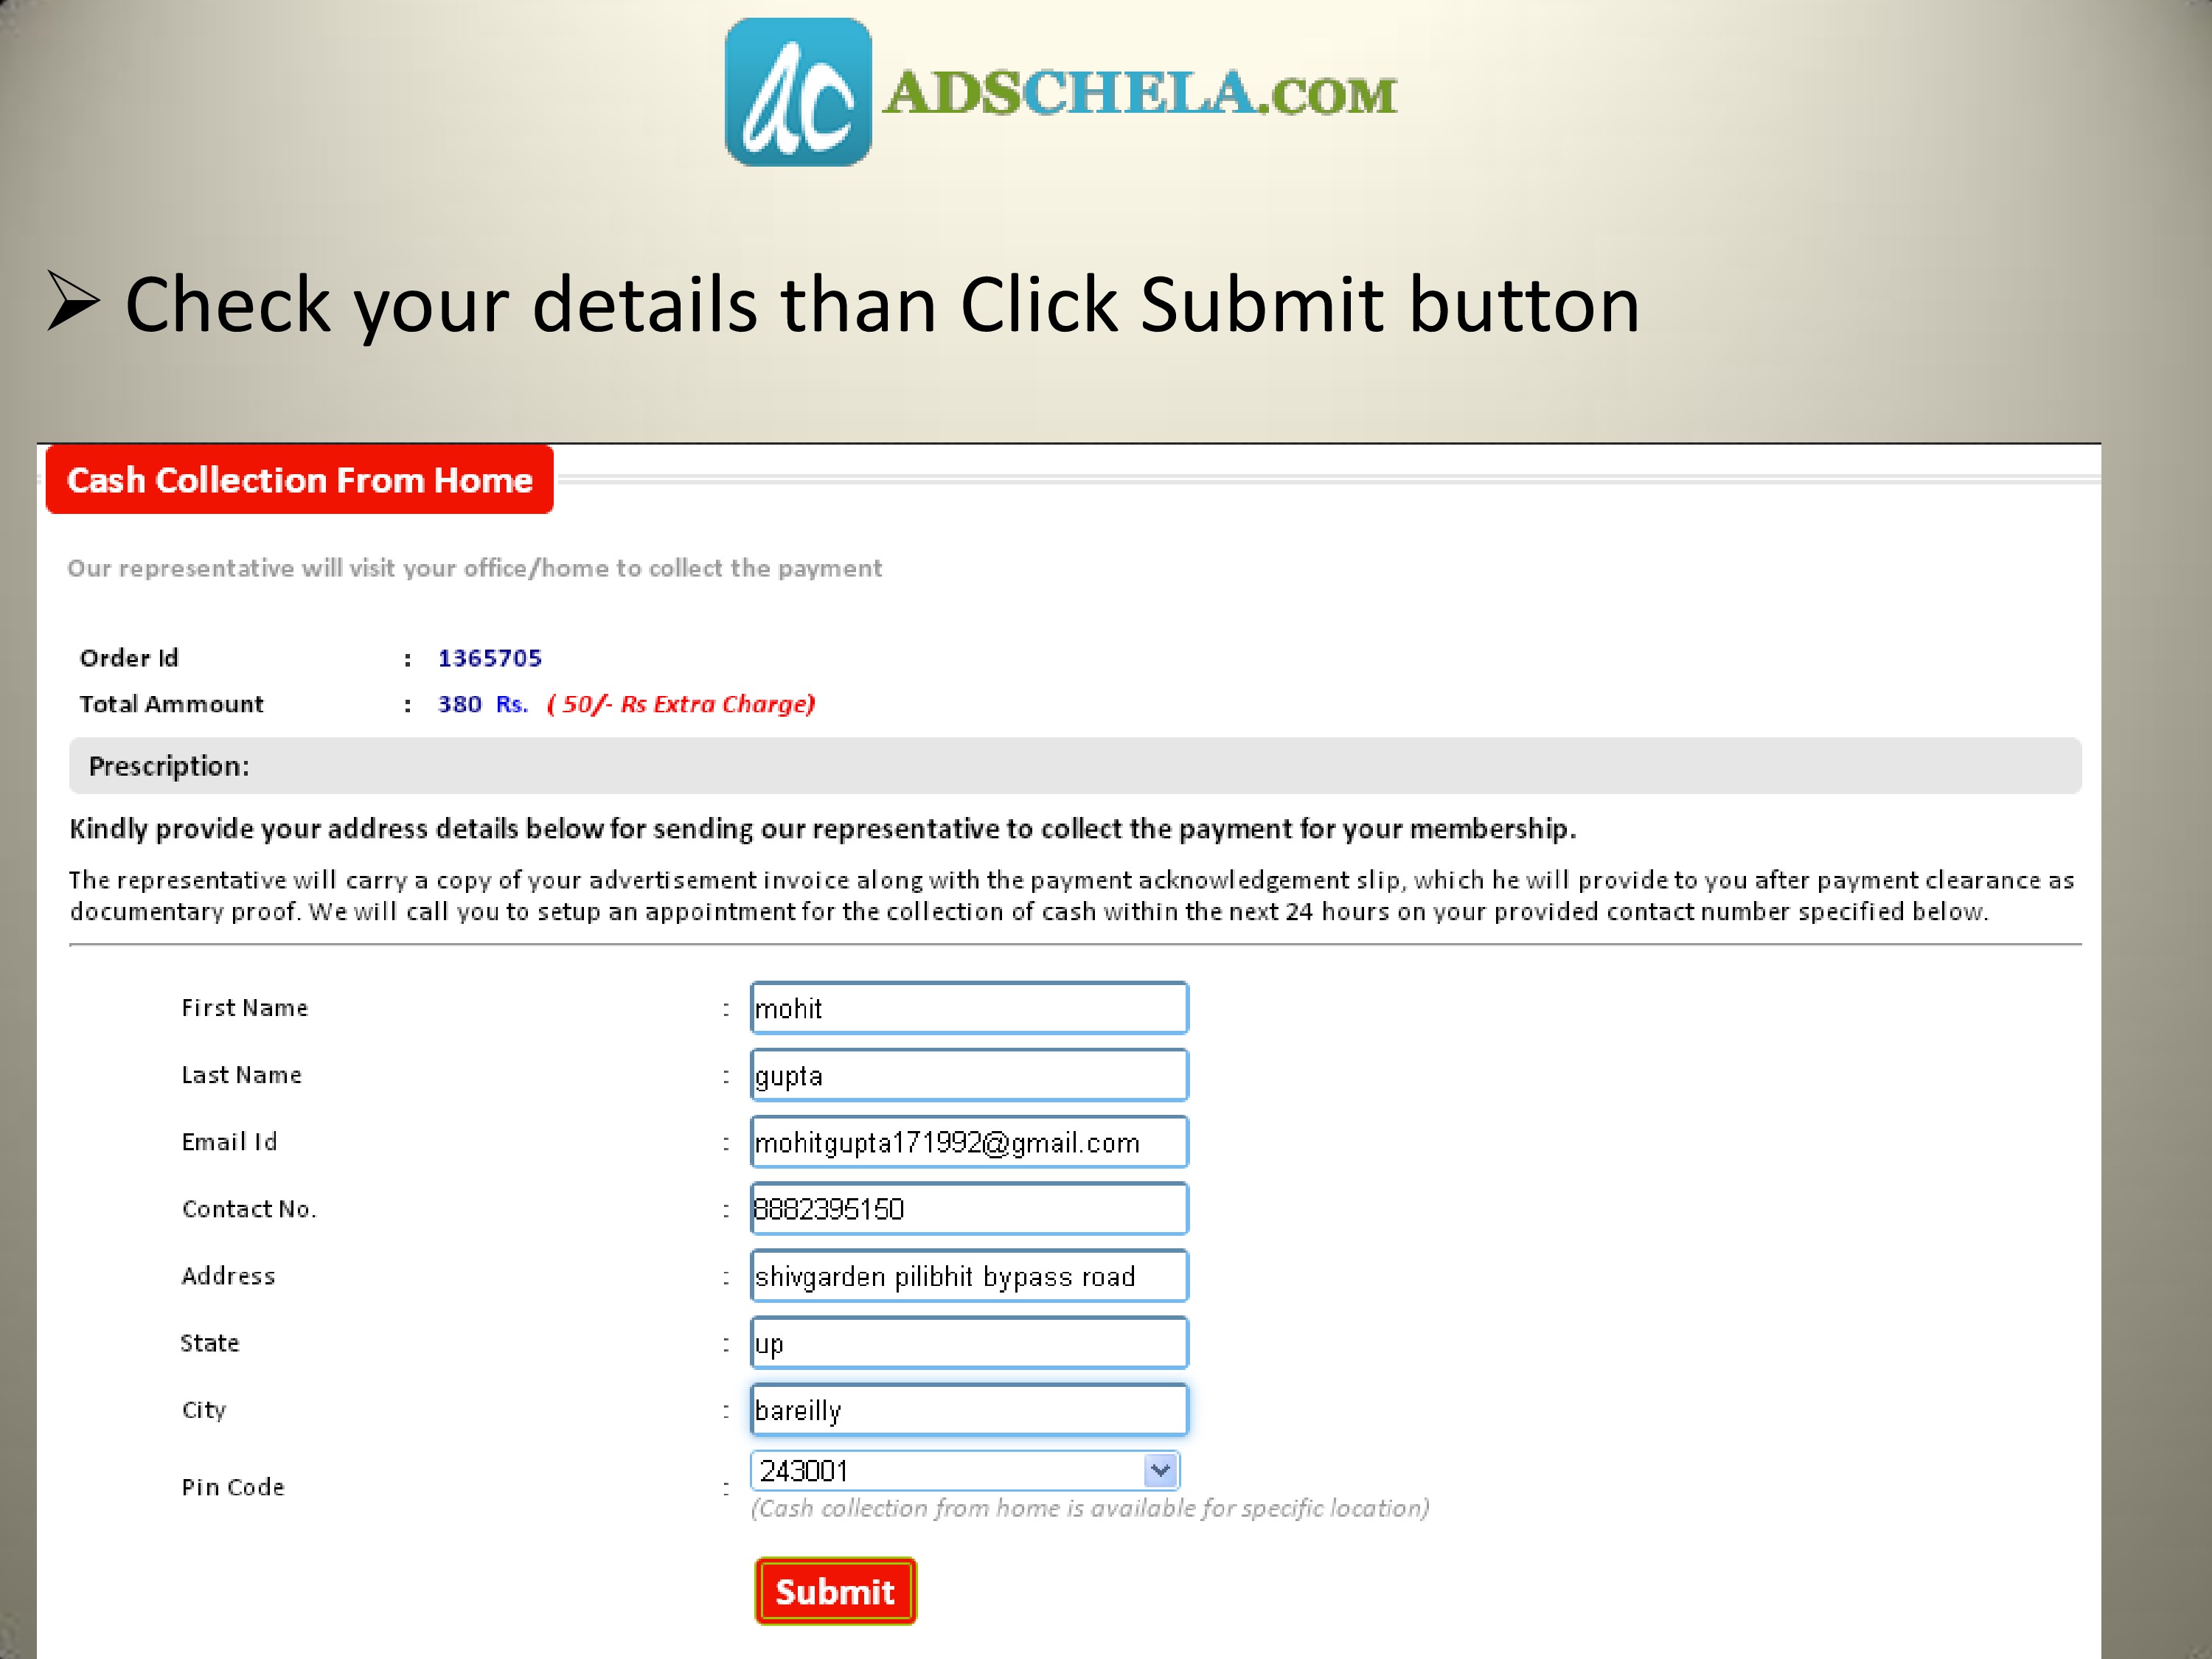 ac ADSCHELA.COM
➢ Check your details than Click Submit button
Cash Collection From Home
Our representative will visit your office/home to collect the payment
Order Id : 1365705
Total Ammount : 380 Rs. ( 50/- Rs Extra Charge)
Prescription:
Kindly provide your address details below for sending our representative to collect the payment for your membership.
The representative will carry a copy of your advertisement invoice along with the payment acknowledgement slip, which he will provide to you after payment clearance as
documentary proof. We will call you to setup an appointment for the collection of cash within the next 24 hours on your provided contact number specified below.
First Name : mohit
Last Name : gupta
Email Id : mohitgupta171992@gmail.com
Contact No. : 8882395150
Address : shivgarden pilibhit bypass road
State : up
City : bareilly
Pin Code : 243001
(Cash collection from home is available for specific location)
Submit